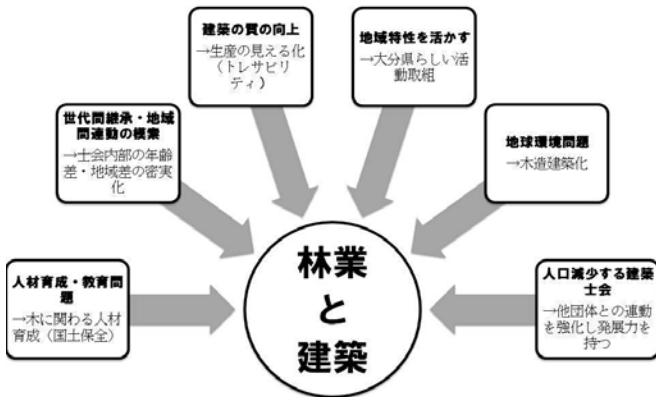 建築の質の向上
→生産の見える化
（トレサビリ
ティ）
地域特性を活かす
→大分県らしい活
動取組
世代間継承・地域
間連動の模索
→士会内部の年齢
差・地域差の密実
化
地球環境問題
→木造建築化
人材育成・教育問
題
→木に関わる人材
育成（国土保全）
林業
と
建築
人口減少する建築
士会
→他団体との連動
を強化し発展力を
持つ